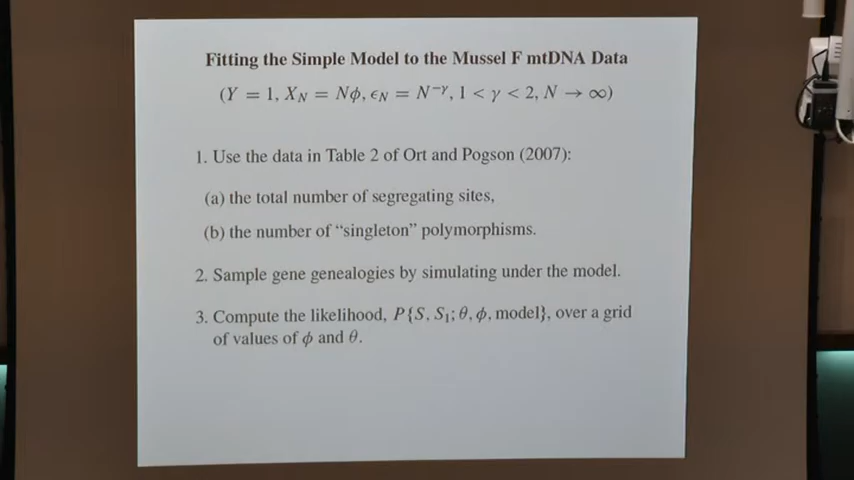 Fitting the Simple Model to the Mussel F mtDNA Data
(Y = 1, X_N = Nϕ, ϵ_N = N^−γ, 1 < γ < 2, N → ∞)
1. Use the data in Table 2 of Ort and Pogson (2007):
(a) the total number of segregating sites,
(b) the number of “singleton” polymorphisms.
2. Sample gene genealogies by simulating under the model.
3. Compute the likelihood, P{S, S₁; θ, ϕ, model}, over a grid
of values of ϕ and θ.